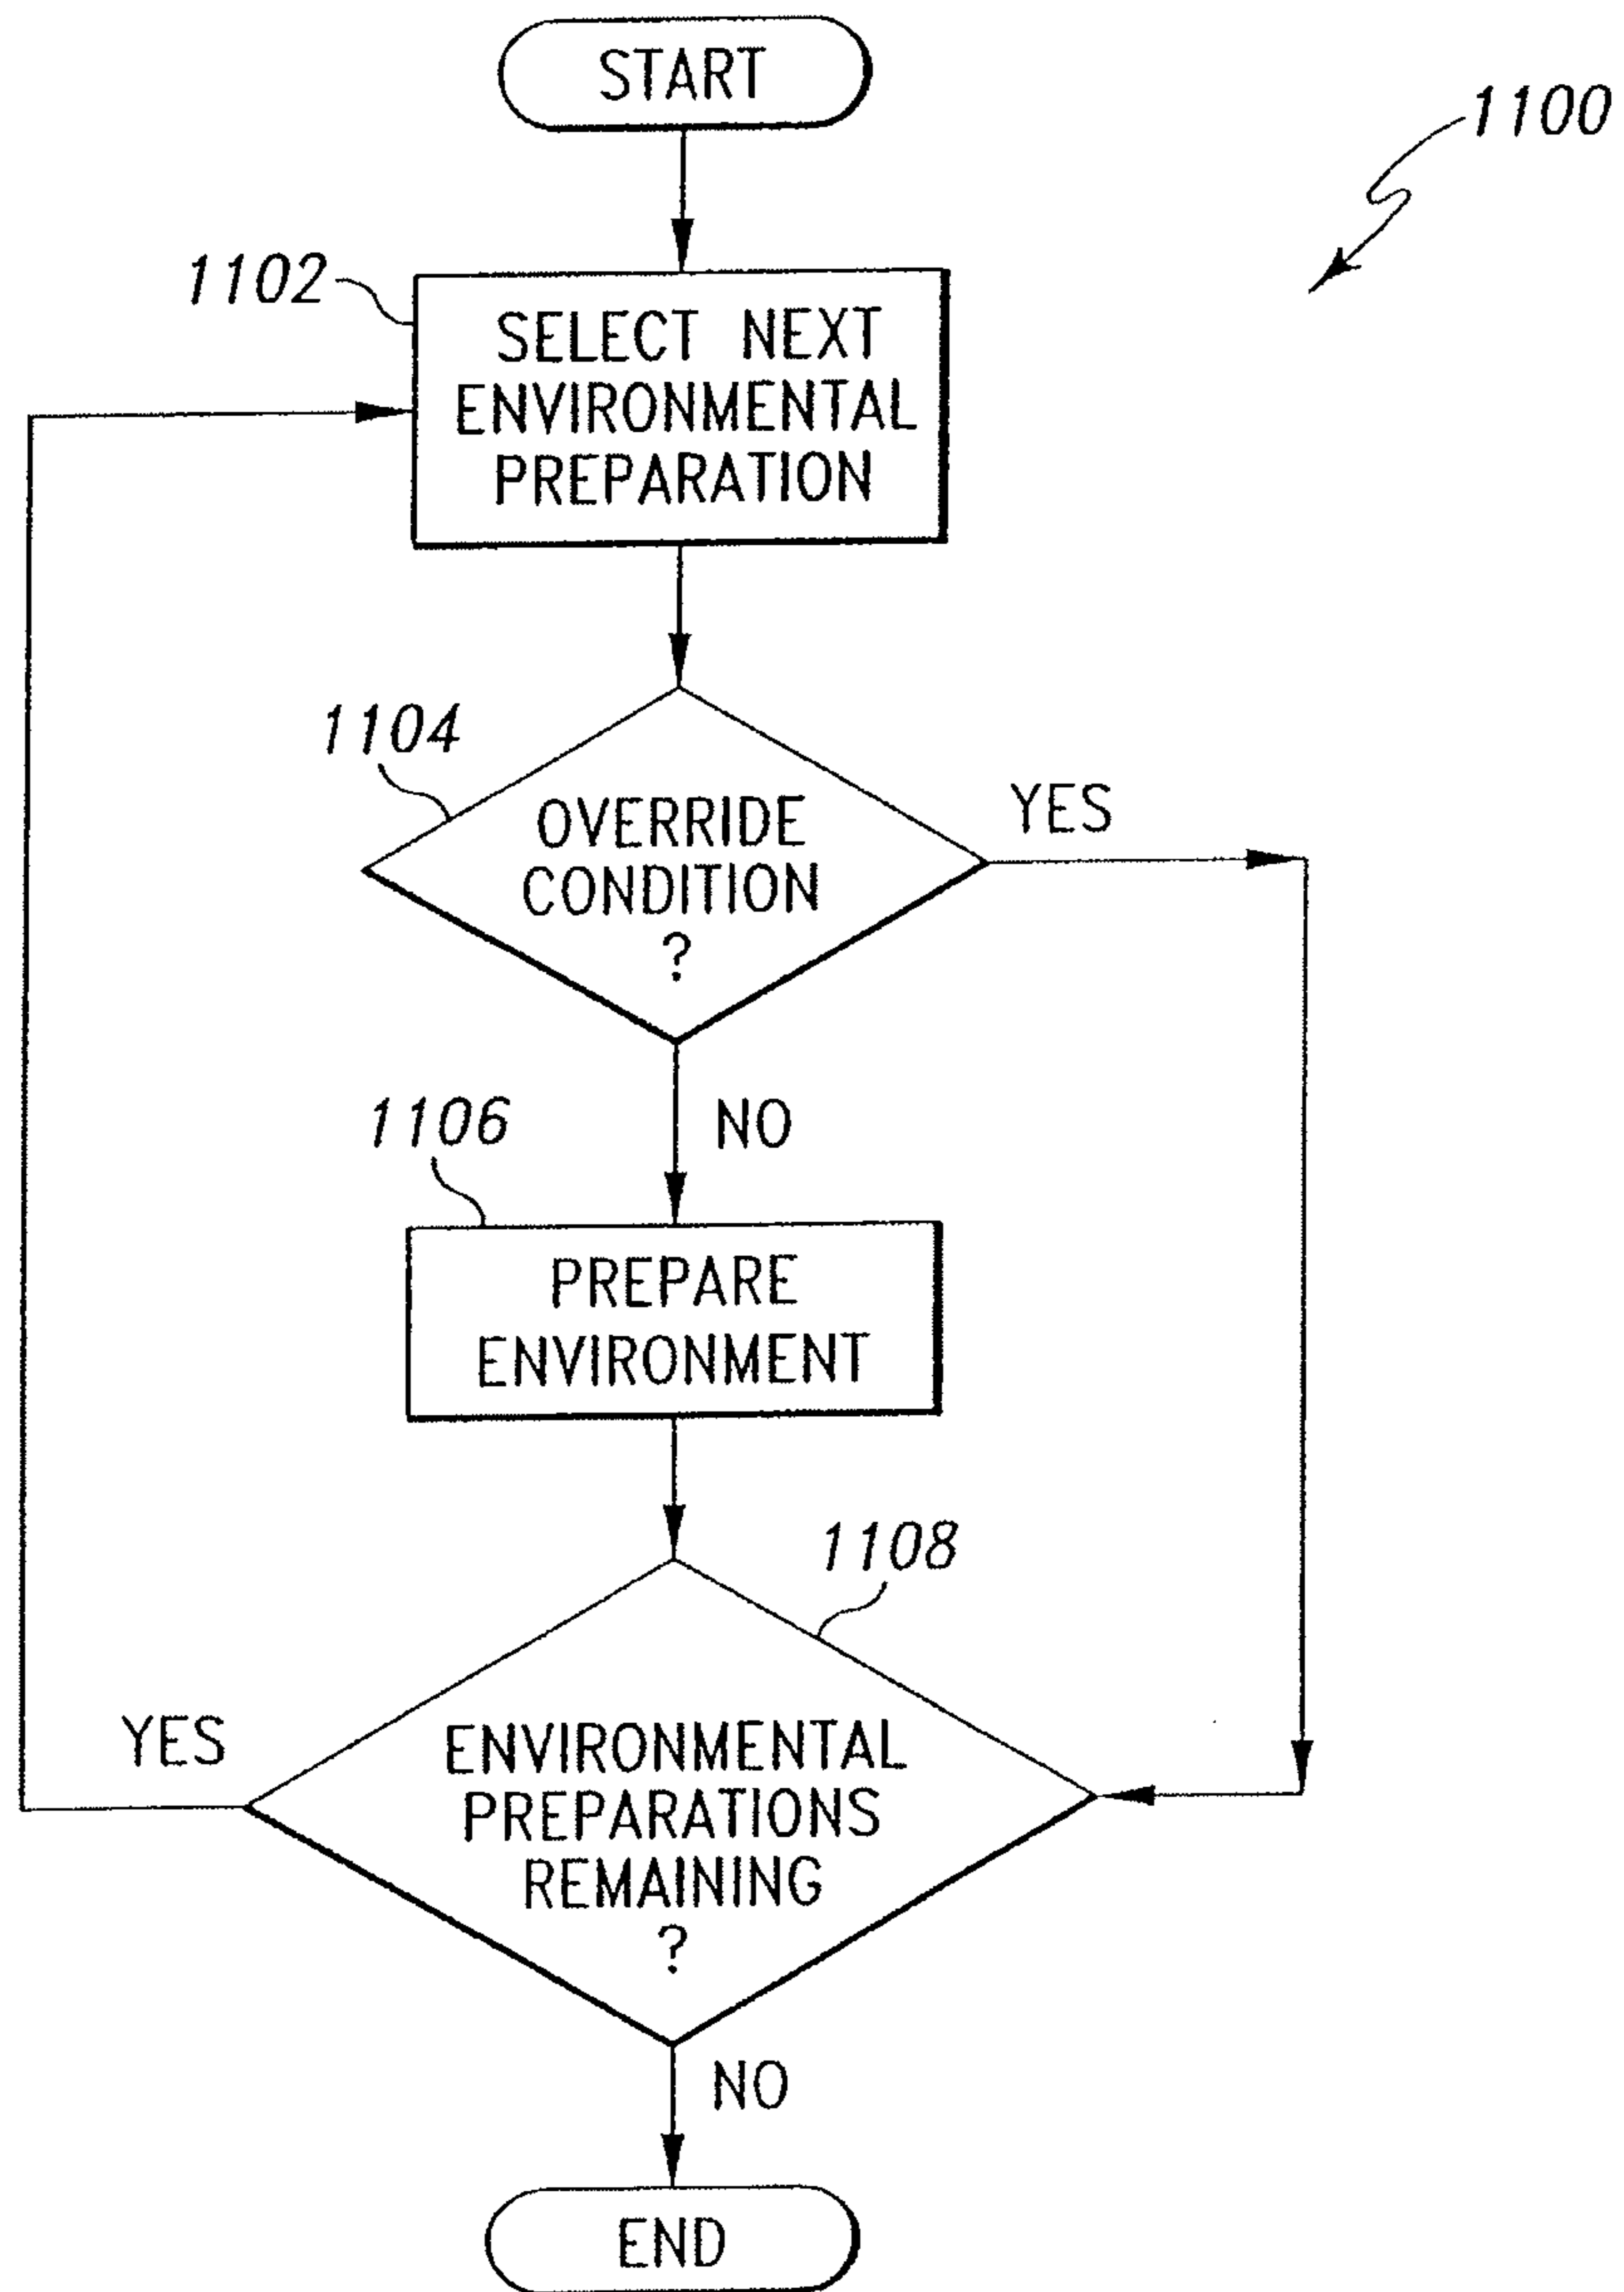 START
1100
1102
SELECT NEXT
ENVIRONMENTAL
PREPARATION
1104
OVERRIDE
CONDITION
?
YES
NO
1106
PREPARE
ENVIRONMENT
1108
YES
ENVIRONMENTAL
PREPARATIONS
REMAINING
?
NO
END